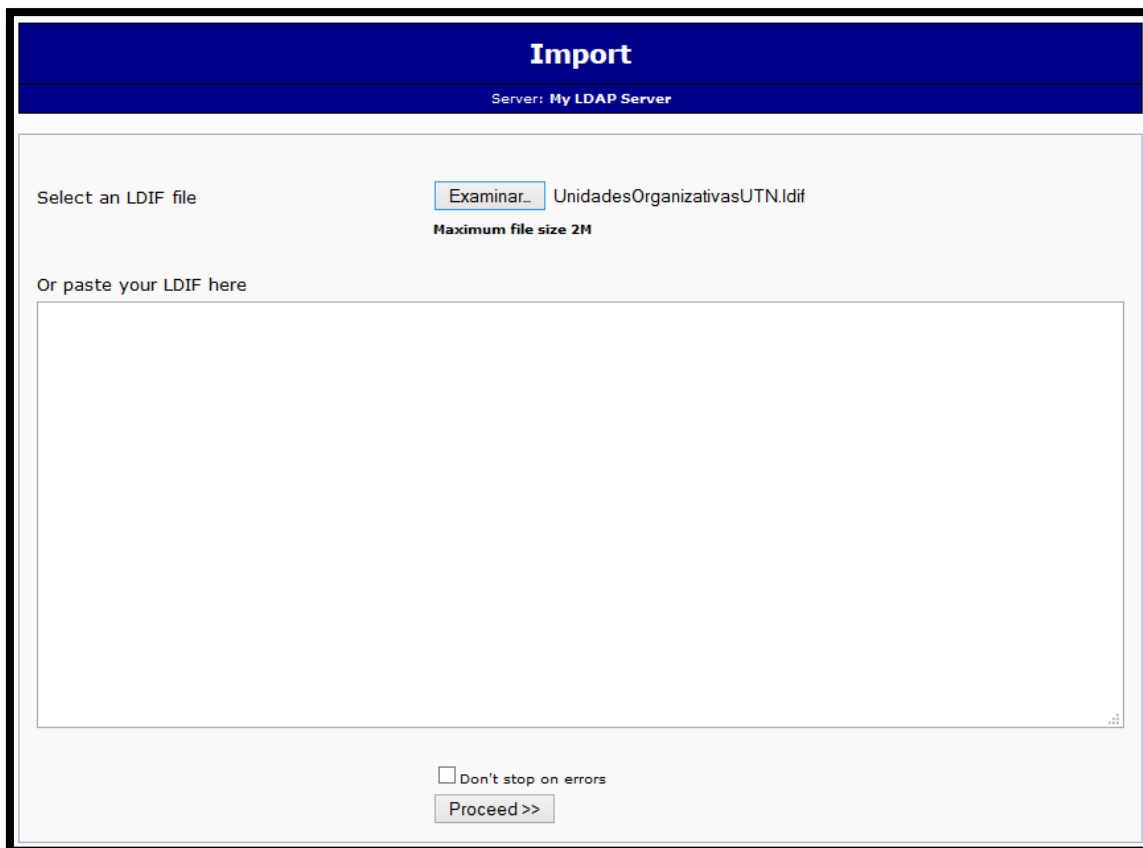 Import
Server: My LDAP Server
Select an LDIF file
Examinar_ UnidadesOrganizativasUTN.ldif
Maximum file size 2M
Or paste your LDIF here
Don't stop on errors
Proceed >>